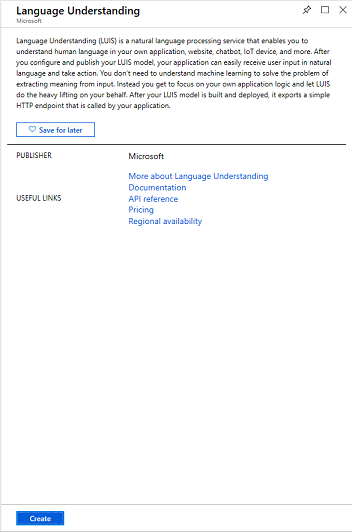 Language Understanding
Microsoft
Language Understanding (LUIS) is a natural language processing service that enables you to
understand human language in your own application, website, chatbot, IoT device, and more. After
you configure and publish your LUIS model, your application can easily receive user input in natural
language and take action. You don't need to understand machine learning to solve the problem of
extracting meaning from input. Instead you get to focus on your own application logic and let LUIS
do the heavy lifting on your behalf. After your LUIS model is built and deployed, it exports a simple
HTTP endpoint that is called by your application.
Save for later
PUBLISHER Microsoft
More about Language Understanding
Documentation
USEFUL LINKS API reference
Pricing
Regional availability
Create